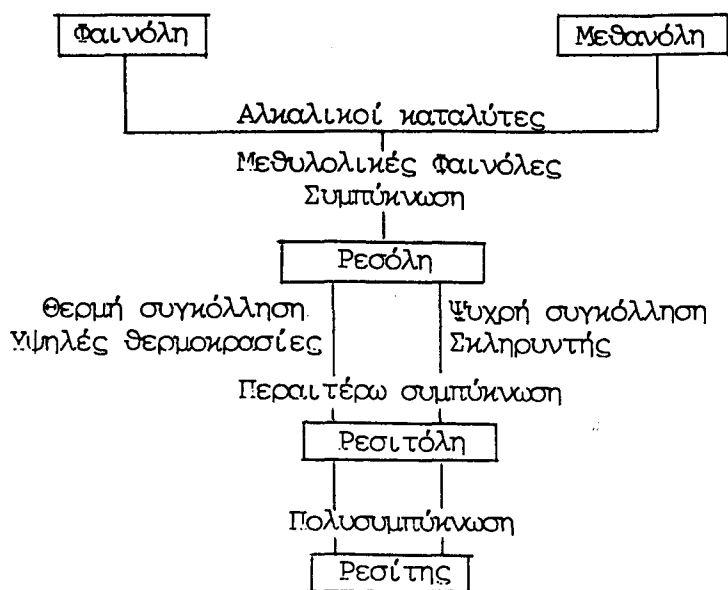 Φαινόλη
Μεθανόλη
Αλκαλικοί καταλύτες
Μεθυλολικές Φαινόλες
Συμπύκνωση
Ρεσόλη
Θερμή συγκόλληση
Υψηλές θερμοκρασίες
Ψυχρή συγκόλληση
Σκληρυντής
Περαιτέρω συμπύκνωση
Ρεσιτόλη
Πολυσυμπύκνωση
Ρεσίτης